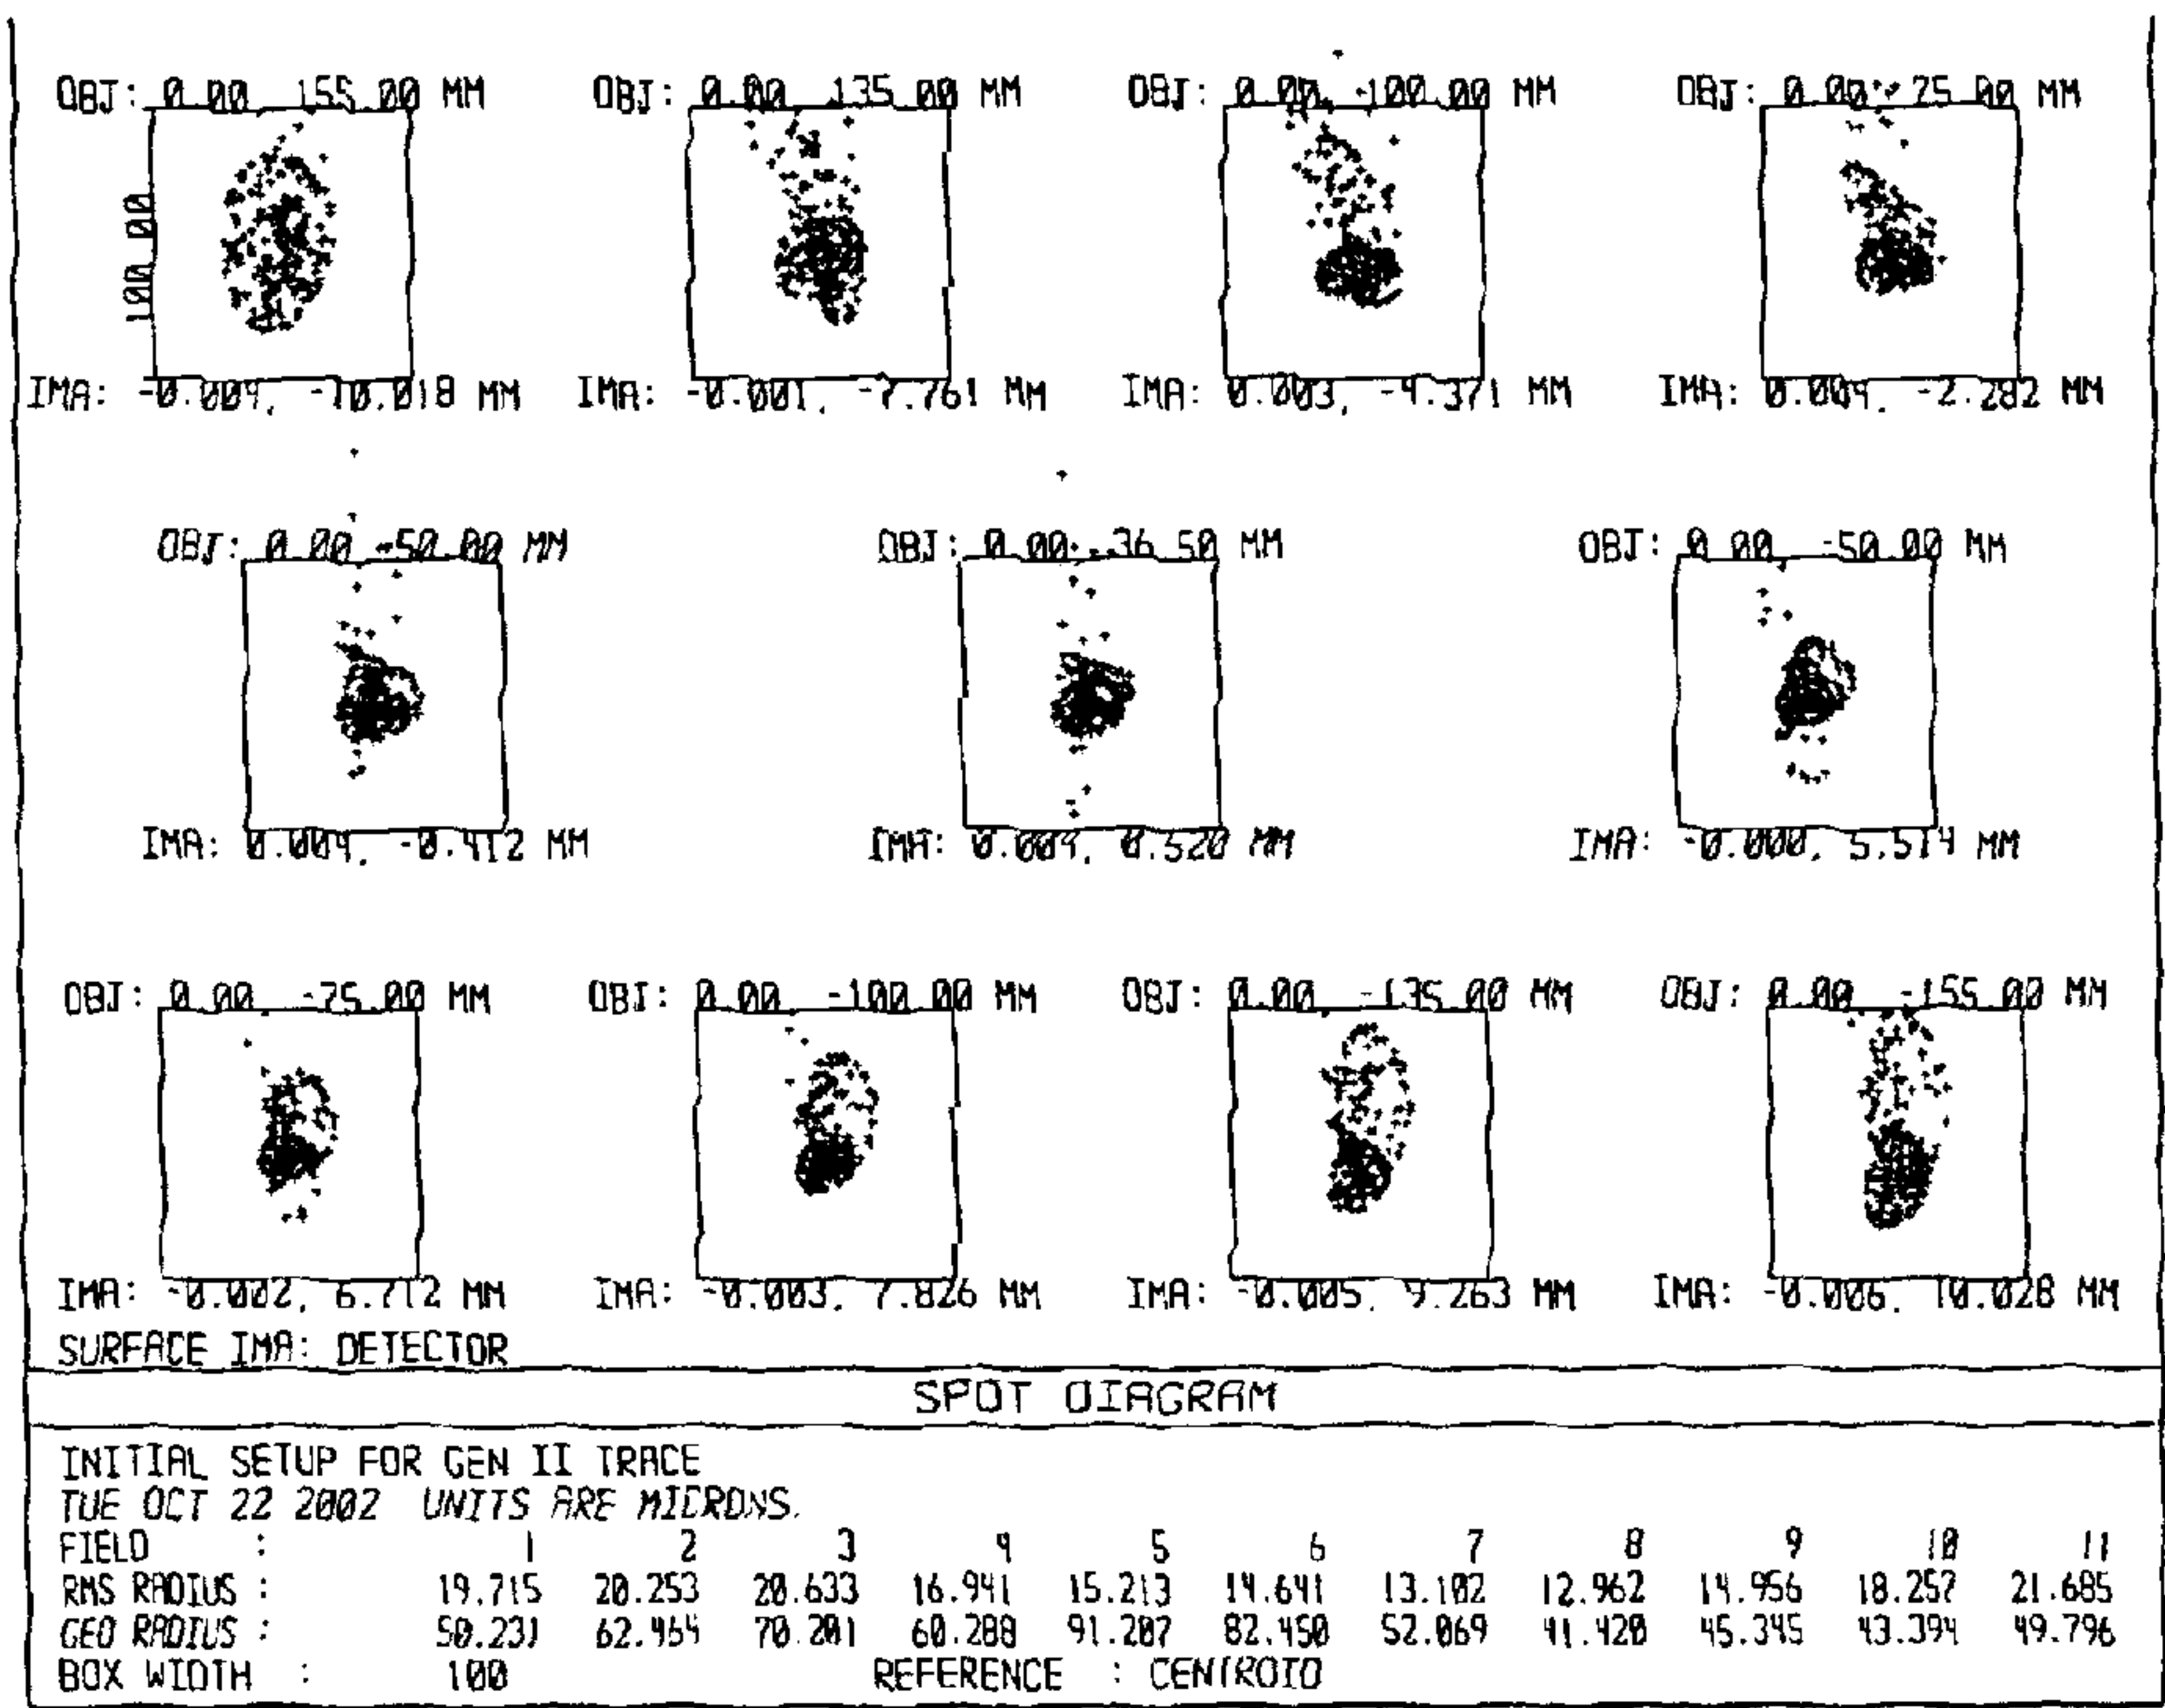 OBJ: 0.00 155.00 MM OBJ: 0.00 135.00 MM OBJ: 0.00, -100.00 MM OBJ: 0.00 75.00 MM
100.00
IMA: -0.009, -10.018 MM IMA: -0.001, -7.761 MM IMA: 0.003, -4.371 MM IMA: 0.004, -2.282 MM
OBJ: 0.00 -50.00 MM OBJ: 0.00 36.50 MM OBJ: 0.00 -50.00 MM
IMA: 0.004, -0.412 MM IMA: 0.004, 0.520 MM IMA: -0.000, 5.514 MM
OBJ: 0.00 -75.00 MM OBJ: 0.00 -100.00 MM OBJ: 0.00 -135.00 MM OBJ: 0.00 -155.00 MM
IMA: -0.002, 6.712 MM IMA: -0.003, 7.826 MM IMA: -0.005, 9.263 MM IMA: -0.006, 10.028 MM
SURFACE IMA: DETECTOR
SPOT DIAGRAM
INITIAL SETUP FOR GEN II TRACE
TUE OCT 22 2002 UNITS ARE MICRONS.
FIELD : 1 2 3 4 5 6 7 8 9 10 11
RMS RADIUS : 19.715 20.253 20.633 16.941 15.213 14.641 13.102 12.962 14.956 18.257 21.685
GEO RADIUS : 50.231 62.464 70.201 60.288 91.207 82.450 52.069 41.420 45.345 43.394 49.796
BOX WIDTH : 100 REFERENCE : CENTROID